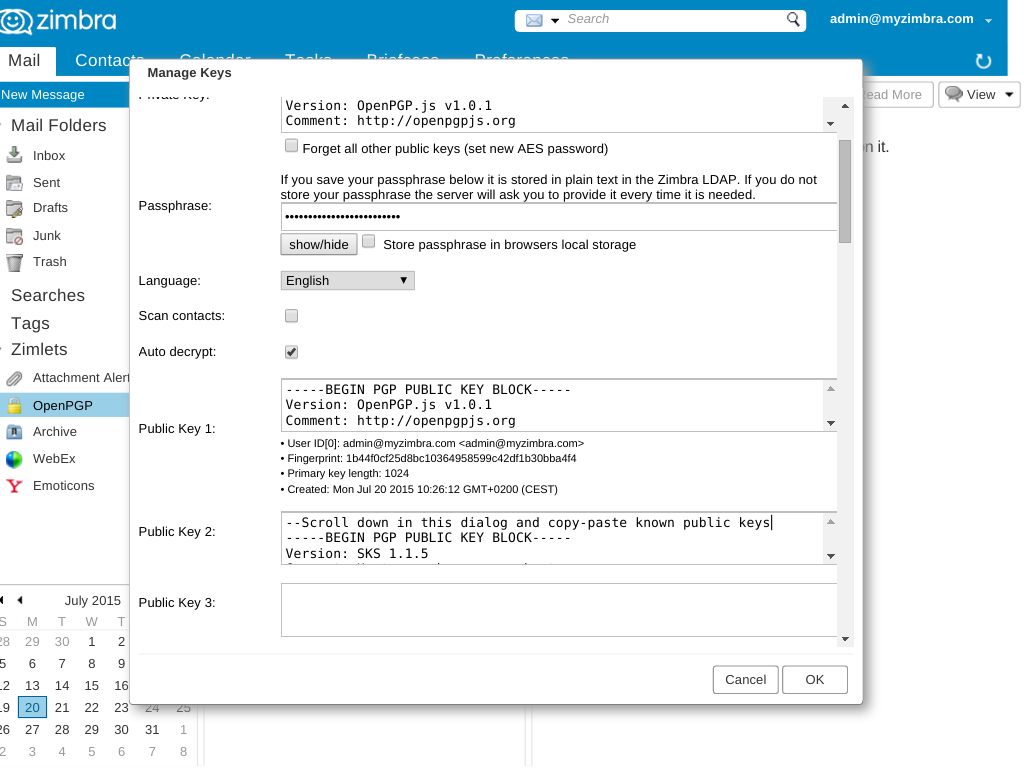 zimbra
Search
admin@myzimbra.com
Mail
Contacts
Calendar
Tasks
Briefcase
Preferences
New Message
Read More
View
Mail Folders
Inbox
Sent
Drafts
Junk
Trash
Searches
Tags
Zimlets
Attachment Alert
OpenPGP
Archive
WebEx
Emoticons
n it.
Manage Keys
Private Key:
Version: OpenPGP.js v1.0.1
Comment: http://openpgpjs.org
Forget all other public keys (set new AES password)
If you save your passphrase below it is stored in plain text in the Zimbra LDAP. If you do not
store your passphrase the server will ask you to provide it every time it is needed.
Passphrase:
•••••••••••••••••••••••••
show/hide
Store passphrase in browsers local storage
Language:
English
Scan contacts:
Auto decrypt:
Public Key 1:
-----BEGIN PGP PUBLIC KEY BLOCK-----
Version: OpenPGP.js v1.0.1
Comment: http://openpgpjs.org
• User ID[0]: admin@myzimbra.com <admin@myzimbra.com>
• Fingerprint: 1b44f0cf25d8bc10364958599c42df1b30bba4f4
• Primary key length: 1024
• Created: Mon Jul 20 2015 10:26:12 GMT+0200 (CEST)
Public Key 2:
--Scroll down in this dialog and copy-paste known public keys
-----BEGIN PGP PUBLIC KEY BLOCK-----
Version: SKS 1.1.5
Public Key 3:
Cancel
OK
July 2015
S M T W T
28 29 30 1 2
5 6 7 8 9
12 13 14 15 16
19 20 21 22 23 24 25
26 27 28 29 30 31 1
2 3 4 5 6 7 8